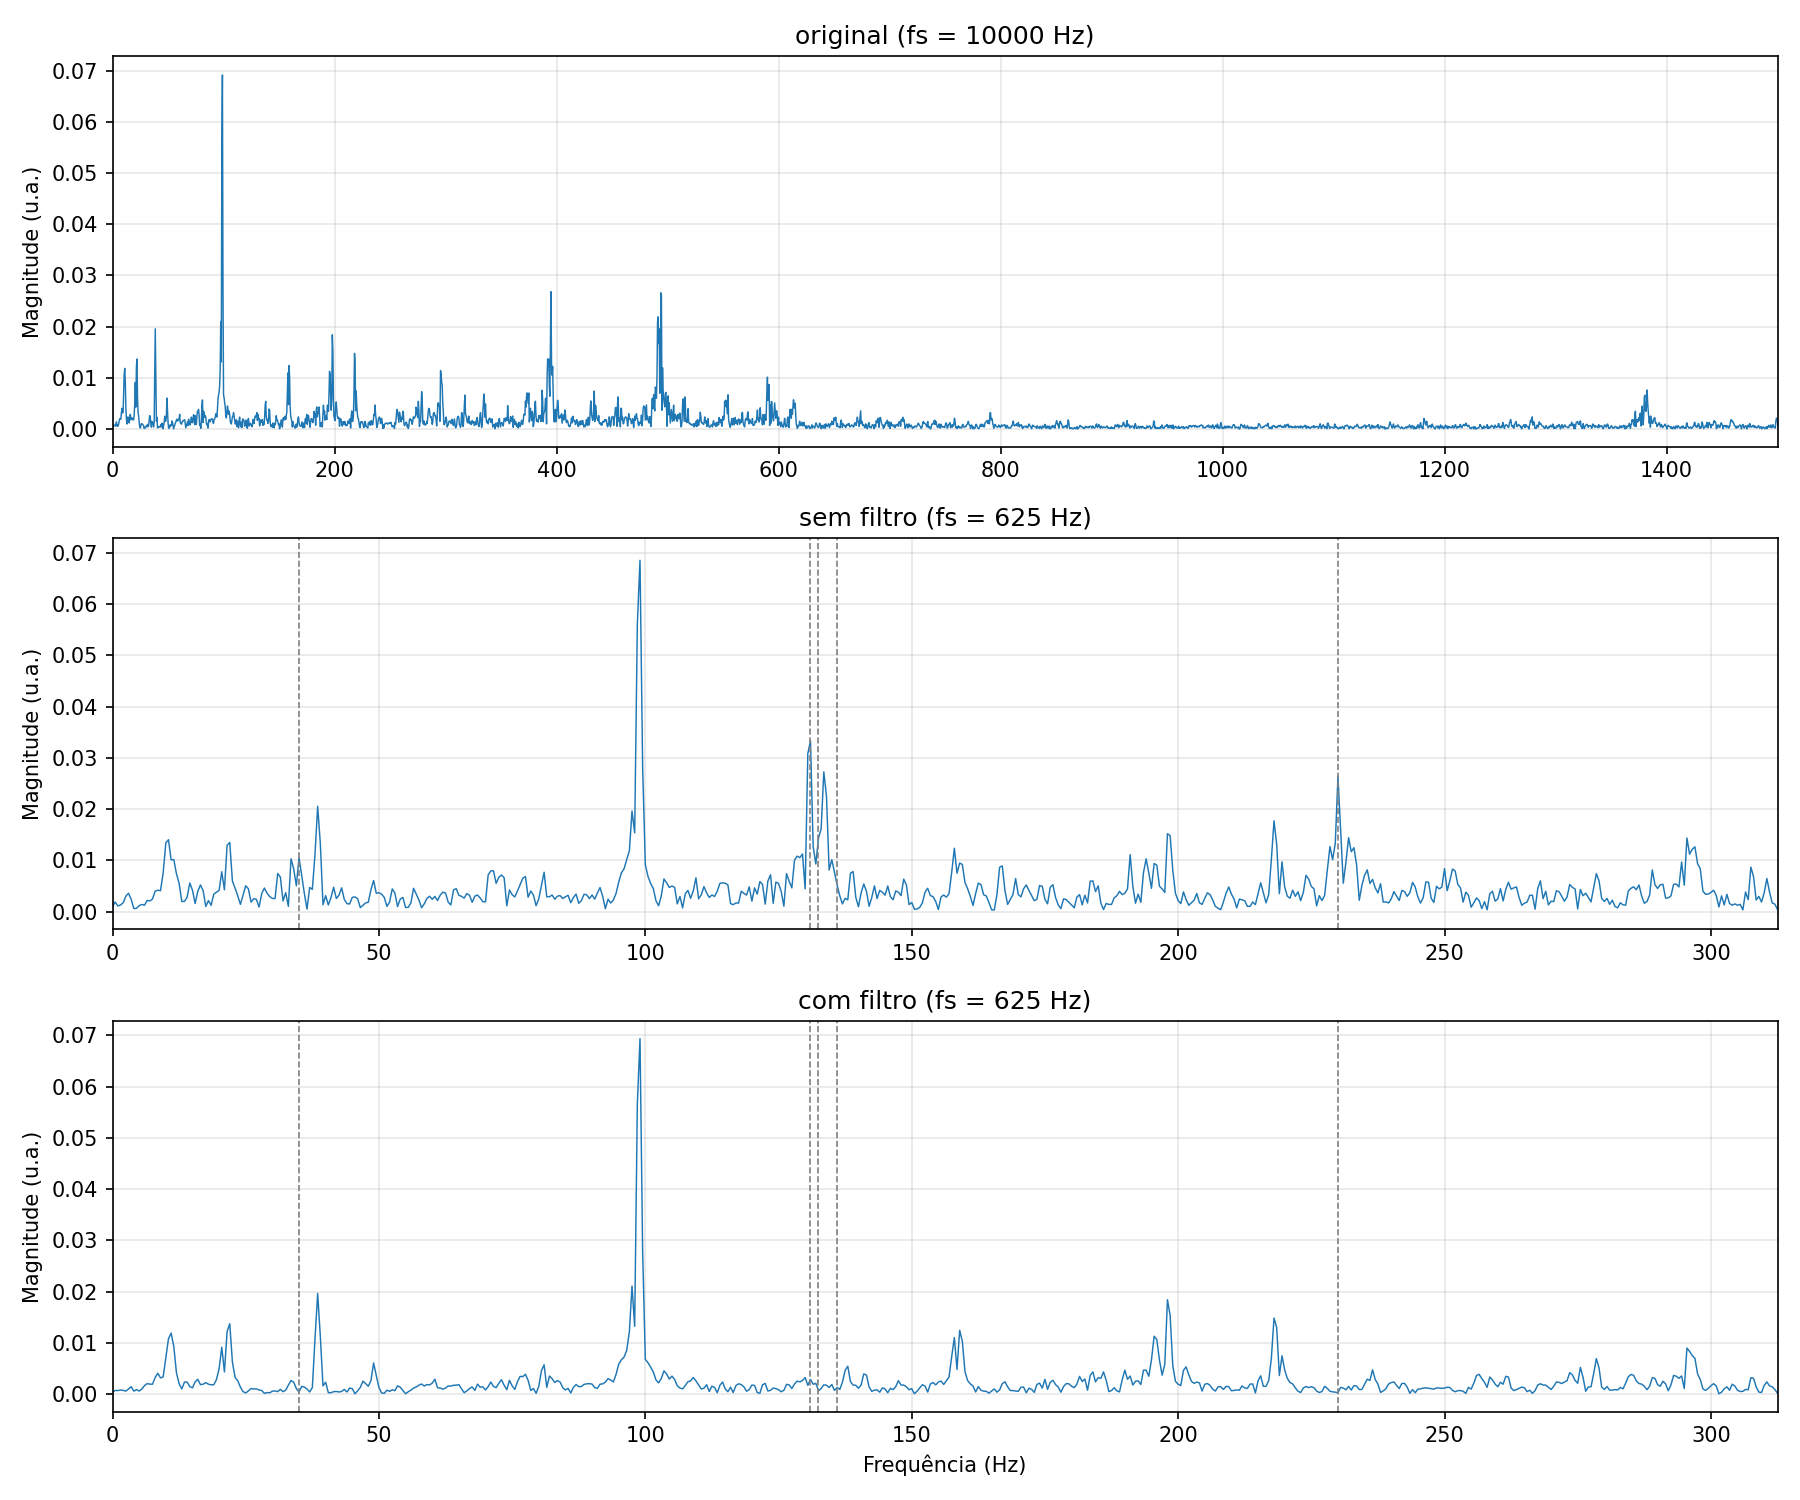 original (fs = 10000 Hz)
Magnitude (u.a.)
0.07
0.06
0.05
0.04
0.03
0.02
0.01
0.00
0 200 400 600 800 1000 1200 1400
sem filtro (fs = 625 Hz)
Magnitude (u.a.)
0.07
0.06
0.05
0.04
0.03
0.02
0.01
0.00
0 50 100 150 200 250 300
com filtro (fs = 625 Hz)
Magnitude (u.a.)
0.07
0.06
0.05
0.04
0.03
0.02
0.01
0.00
0 50 100 150 200 250 300
Frequência (Hz)